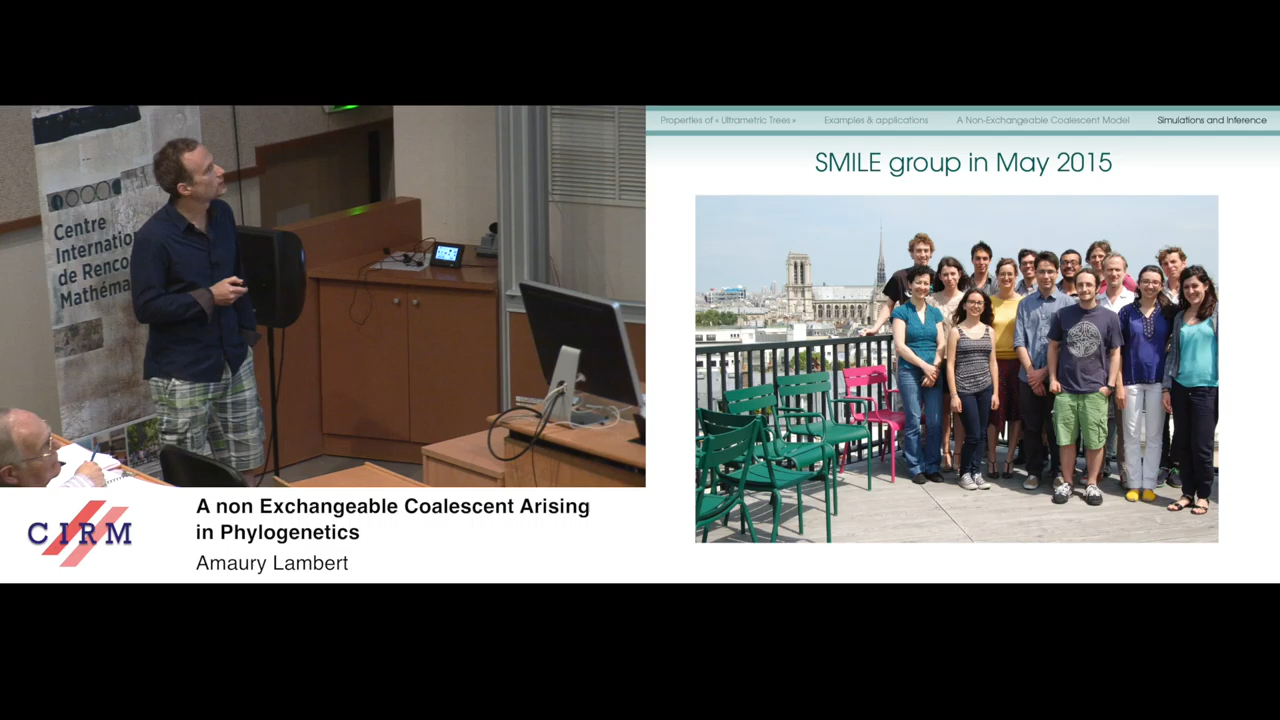 Centre
Internatio
de Renco
Mathéma
Properties of « Ultrametric Trees »
Examples & applications
A Non-Exchangeable Coalescent Model
Simulations and Inference
SMILE group in May 2015
CIRM
A non Exchangeable Coalescent Arising
in Phylogenetics
Amaury Lambert